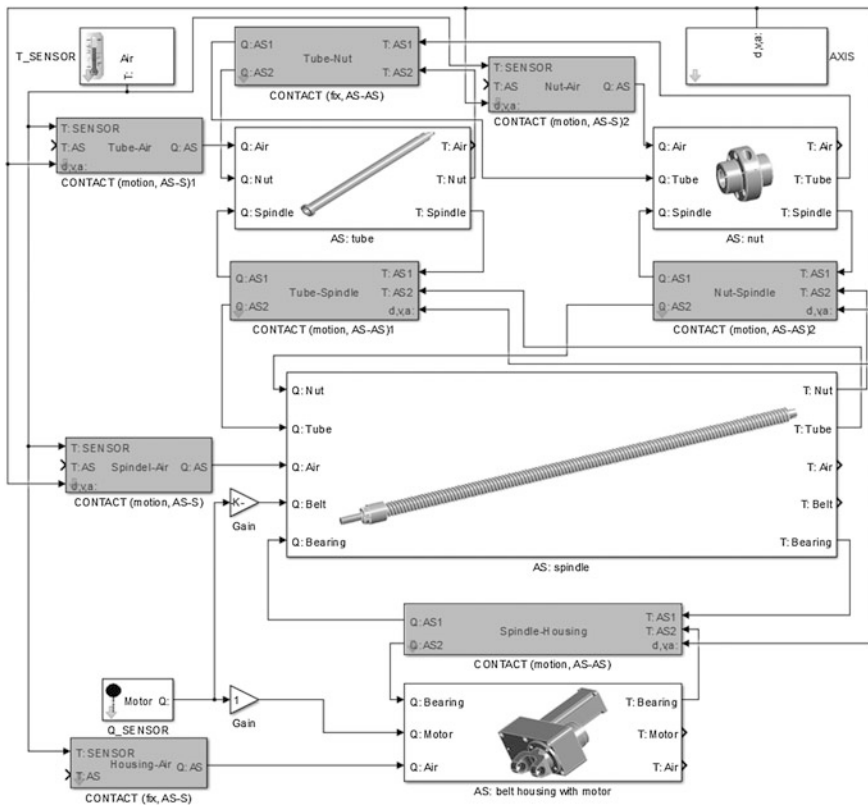 T_SENSOR
Air
T:
Q: AS1
Q: AS2
Tube-Nut
T: AS1
T: AS2
CONTACT (fix, AS-AS)
T: SENSOR
T: AS
d,v,a:
Nut-Air
Q: AS
CONTACT (motion, AS-S)2
d,v,a:
AXIS
T: SENSOR
T: AS
d,v,a:
Tube-Air
Q: AS
CONTACT (motion, AS-S)1
Q: Air
Q: Nut
Q: Spindle
T: Air
T: Nut
T: Spindle
AS: tube
Q: Air
Q: Tube
Q: Spindle
T: Air
T: Tube
T: Spindle
AS: nut
Q: AS1
Q: AS2
Tube-Spindle
T: AS1
T: AS2
d,v,a:
CONTACT (motion, AS-AS)1
Q: AS1
Q: AS2
Nut-Spindle
T: AS1
T: AS2
d,v,a:
CONTACT (motion, AS-AS)2
Q: Nut
Q: Tube
Q: Air
Q: Belt
Q: Bearing
T: Nut
T: Tube
T: Air
T: Belt
T: Bearing
AS: spindle
T: SENSOR
T: AS
d,v,a:
Spindel-Air
Q: AS
CONTACT (motion, AS-S)
K-
Gain
Q: AS1
Q: AS2
Spindle-Housing
T: AS1
T: AS2
d,v,a:
CONTACT (motion, AS-AS)
Motor Q:
Q_SENSOR
1
Gain
Q: Bearing
Q: Motor
Q: Air
T: Bearing
T: Motor
T: Air
AS: belt housing with motor
T: SENSOR
T: AS
Housing-Air
Q: AS
CONTACT (fix, AS-S)